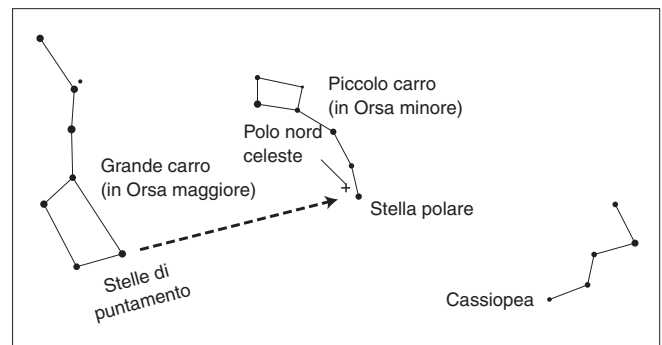 Piccolo carro
(in Orsa minore)
Polo nord
celeste
Grande carro
(in Orsa maggiore)
Stella polare
Stelle di
puntamento
Cassiopea